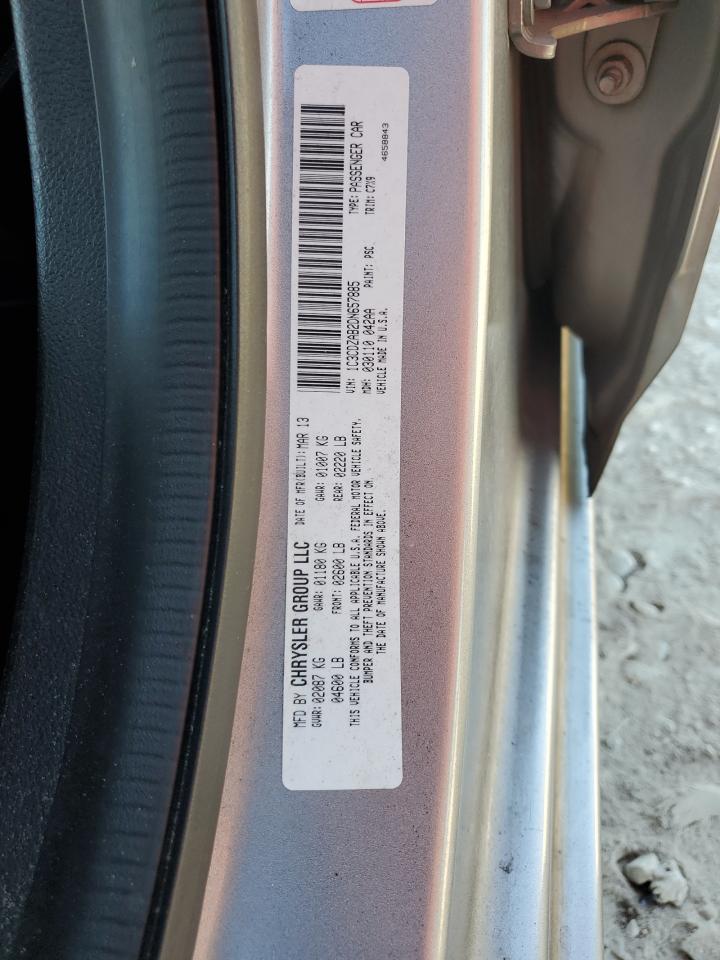 MFD BY CHRYSLER GROUP LLC DATE OF MFR(BUILT): MAR 13
GVWR: 02087 KG GAWR: 01180 KG GAWR: 01007 KG
04600 LB FRONT: 02600 LB REAR: 02220 LB
THIS VEHICLE CONFORMS TO ALL APPLICABLE U.S.A. FEDERAL MOTOR VEHICLE SAFETY,
BUMPER AND THEFT PREVENTION STANDARDS IN EFFECT ON
THE DATE OF MANUFACTURE SHOWN ABOVE.
VIN: 1C3CDZAB2DN657885 TYPE: PASSENGER CAR
MDH: 030110 042AA PAINT: PSC TRIM: C7X9
VEHICLE MADE IN U.S.A. 4658843